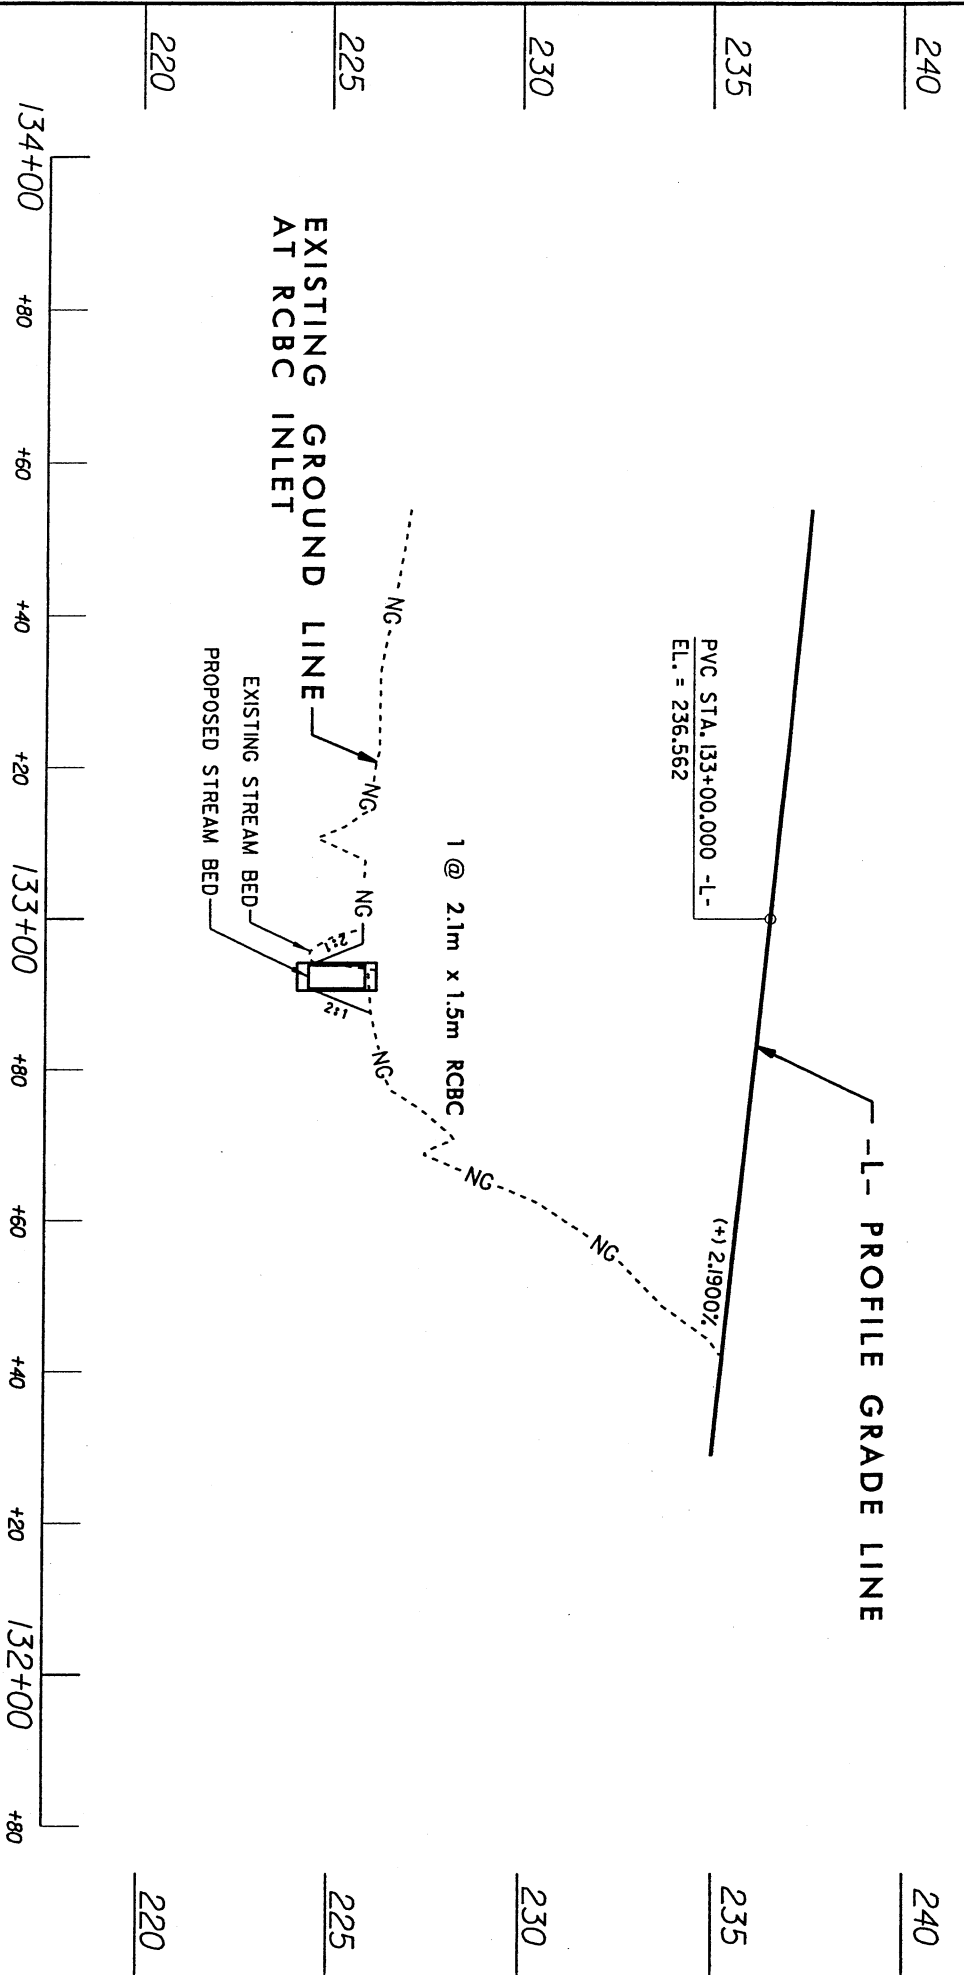 240
235
230
225
220
-L- PROFILE GRADE LINE
PVC STA. 133+00.000 -L-
EL. = 236.562
(+) 2.1900%
1 @ 2.1m x 1.5m RCBC
NG
NG
NG
NG
NG
NG
2:1
2:1
EXISTING GROUND LINE
AT RCBC INLET
EXISTING STREAM BED
PROPOSED STREAM BED
134+00
+80
+60
+40
+20
133+00
+80
+60
+40
+20
132+00
+80
240
235
230
225
220